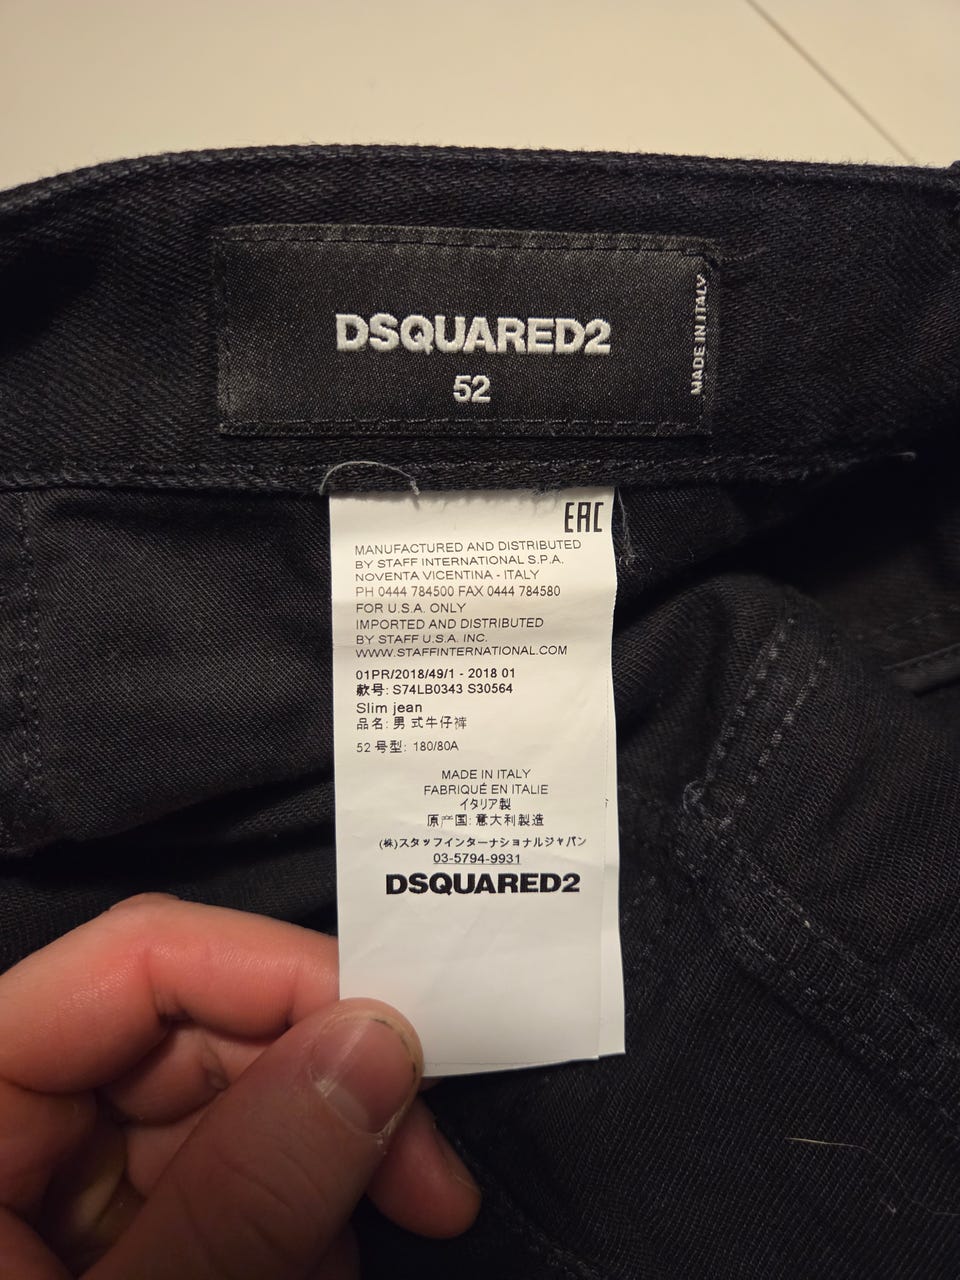 DSQUARED2
52
MADE IN ITALY
EAC
MANUFACTURED AND DISTRIBUTED
BY STAFF INTERNATIONAL S.P.A.
NOVENTA VICENTINA - ITALY
PH 0444 784500 FAX 0444 784580
FOR U.S.A. ONLY
IMPORTED AND DISTRIBUTED
BY STAFF U.S.A. INC.
WWW.STAFFINTERNATIONAL.COM
01PR/2018/49/1 - 2018 01
款号: S74LB0343 S30564
Slim jean
品名: 男 式牛仔裤
52 号型: 180/80A
MADE IN ITALY
FABRIQUÉ EN ITALIE
イタリア製
原产国: 意大利製造
(株)スタッフインターナショナルジャパン
03-5794-9931
DSQUARED2